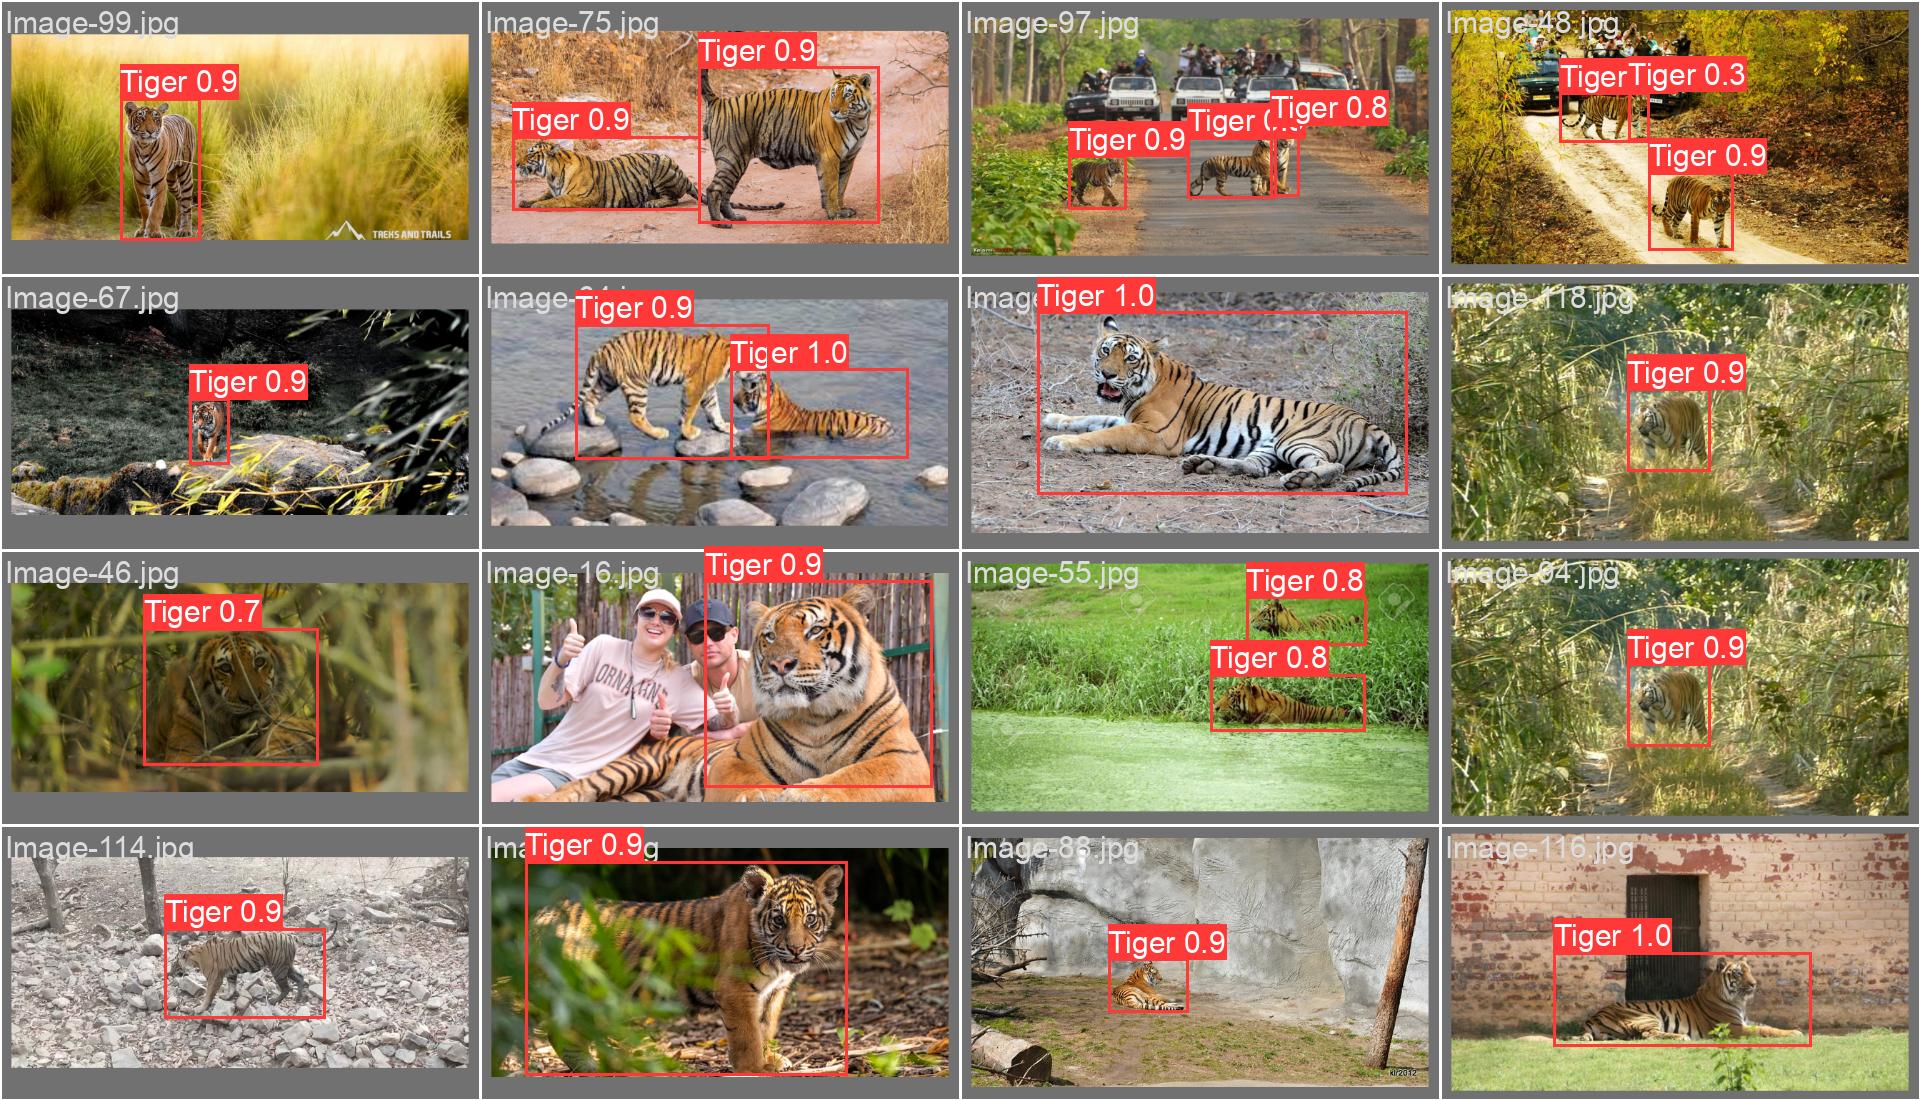 Image-99.jpg
Tiger 0.9
TREKS AND TRAILS
Image-75.jpg
Tiger 0.9
Tiger 0.9
Image-97.jpg
Tiger 0.9
Tiger
Tiger 0.8
Image-48.jpg
Tiger
Tiger 0.3
Tiger 0.9
Image-67.jpg
Tiger 0.9
Tiger 0.9
Tiger 1.0
Tiger 1.0
Image-118.jpg
Tiger 0.9
Image-46.jpg
Tiger 0.7
Image-16.jpg
Tiger 0.9
Image-55.jpg
Tiger 0.8
Tiger 0.8
Image-94.jpg
Tiger 0.9
Image-114.jpg
Tiger 0.9
Tiger 0.9
Tiger 0.9
klr2012
Image-116.jpg
Tiger 1.0